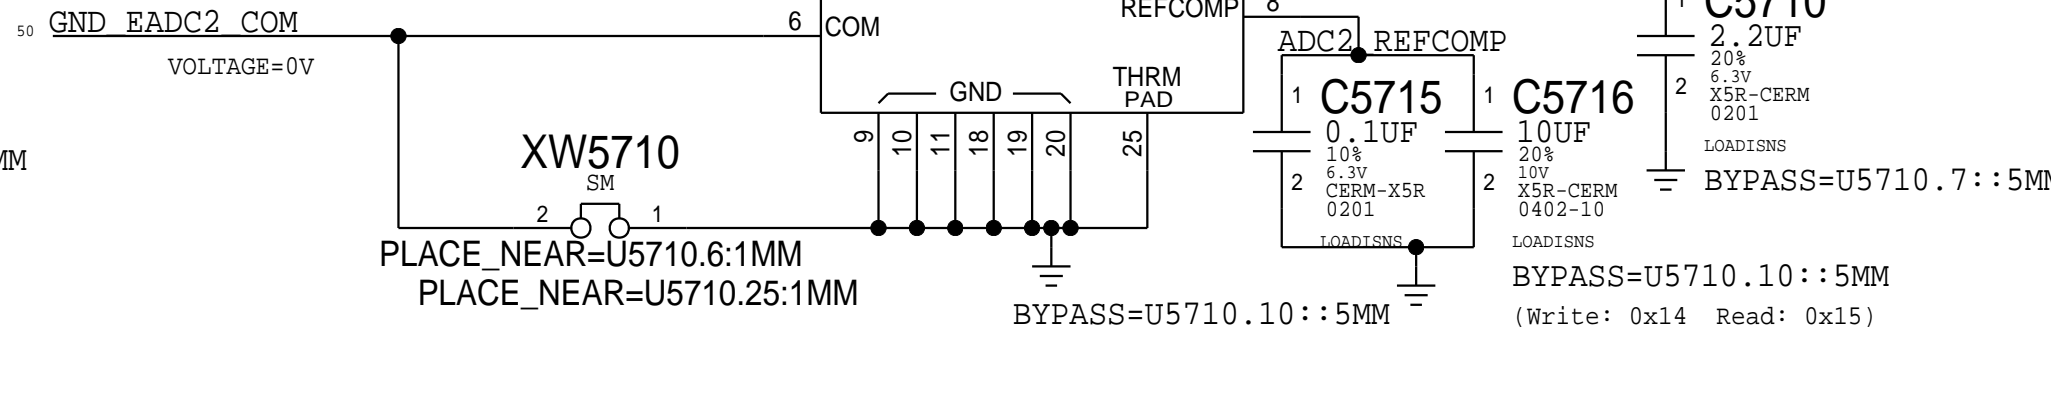 50 GND_EADC2_COM
VOLTAGE=0V
6
COM
REFCOMP
8
ADC2_REFCOMP
THRM
PAD
GND
9
10
11
18
19
20
25
MM
XW5710
SM
2
1
PLACE_NEAR=U5710.6:1MM
PLACE_NEAR=U5710.25:1MM
1
C5715
0.1UF
10%
6.3V
CERM-X5R
0201
2
LOADISNS
BYPASS=U5710.10::5MM
1
C5716
10UF
20%
10V
X5R-CERM
0402-10
2
LOADISNS
BYPASS=U5710.10::5MM
(Write: 0x14 Read: 0x15)
1
C5710
2.2UF
20%
6.3V
X5R-CERM
0201
2
LOADISNS
BYPASS=U5710.7::5MM